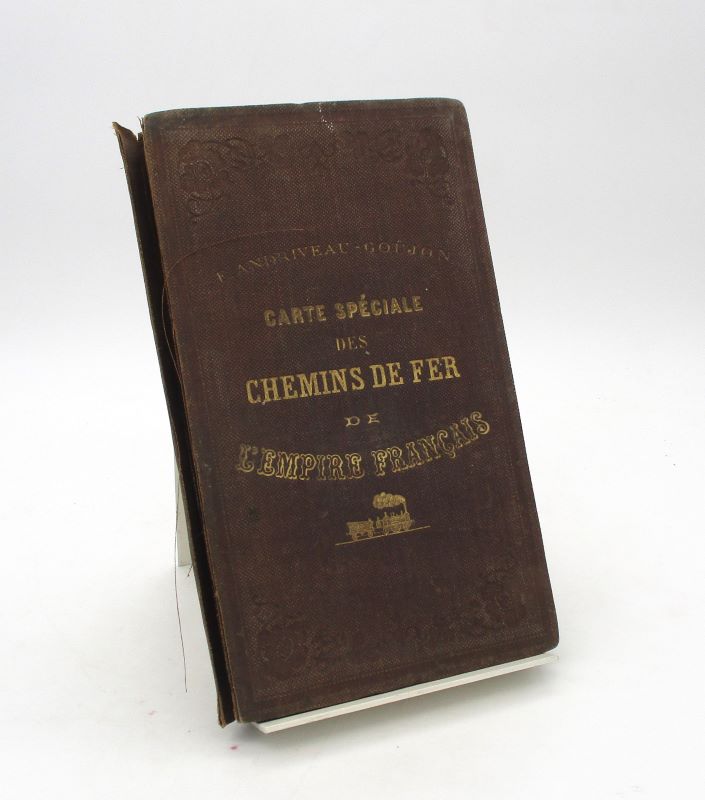 E. ANDRIVEAU-GOUJON
CARTE SPÉCIALE
DES
CHEMINS DE FER
DE
L'EMPIRE FRANÇAIS